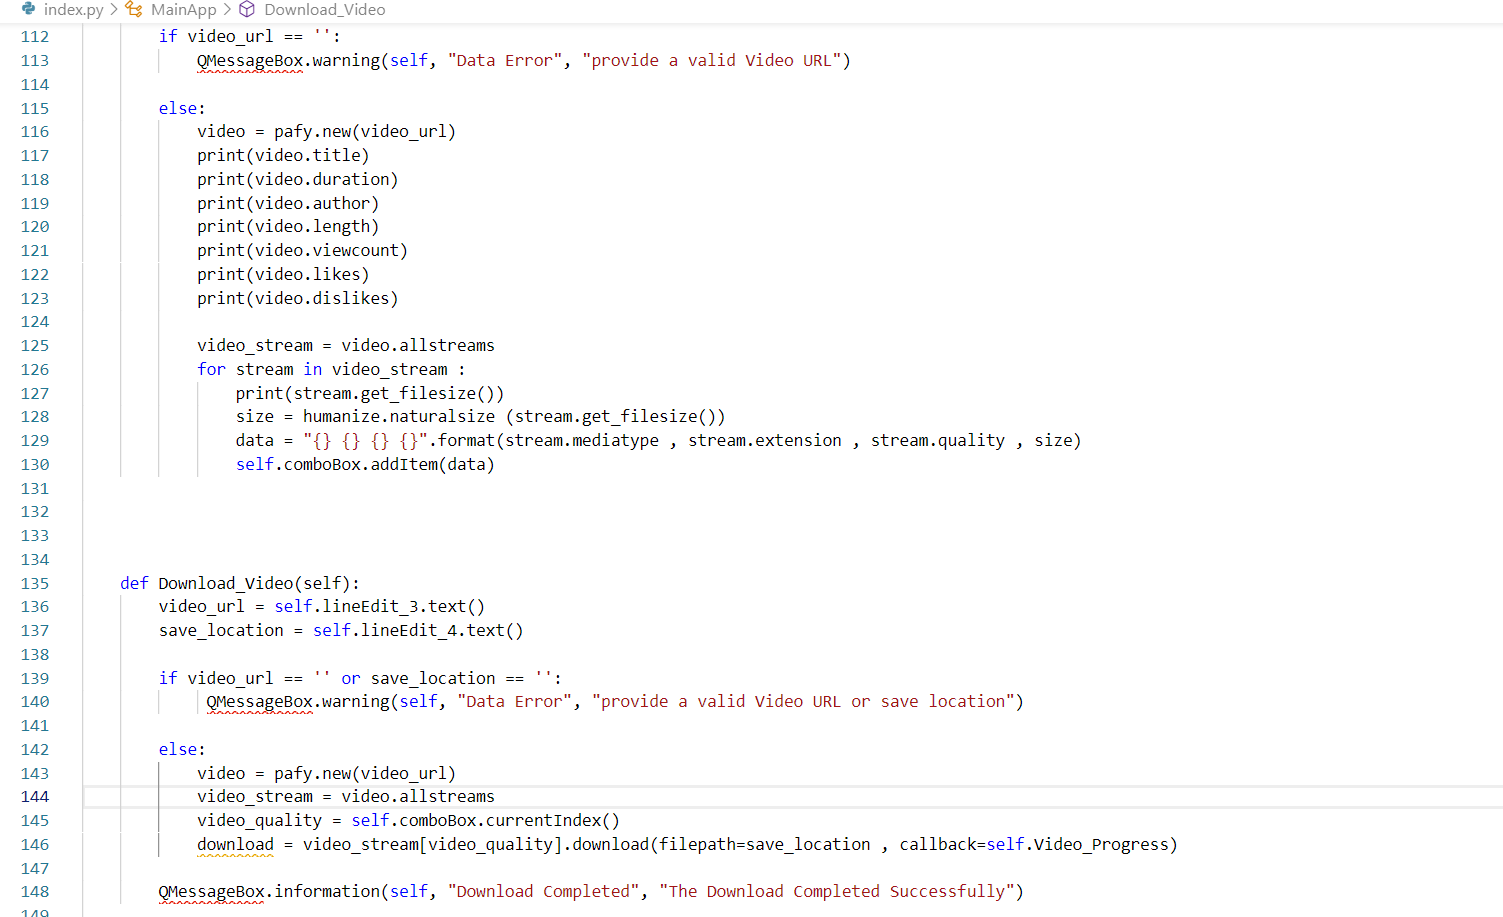 index.py > MainApp > Download_Video
112 if video_url == '':
113 QMessageBox.warning(self, "Data Error", "provide a valid Video URL")
114
115 else:
116 video = pafy.new(video_url)
117 print(video.title)
118 print(video.duration)
119 print(video.author)
120 print(video.length)
121 print(video.viewcount)
122 print(video.likes)
123 print(video.dislikes)
124
125 video_stream = video.allstreams
126 for stream in video_stream :
127 print(stream.get_filesize())
128 size = humanize.naturalsize (stream.get_filesize())
129 data = "{} {} {} {}".format(stream.mediatype , stream.extension , stream.quality , size)
130 self.comboBox.addItem(data)
131
132
133
134
135 def Download_Video(self):
136 video_url = self.lineEdit_3.text()
137 save_location = self.lineEdit_4.text()
138
139 if video_url == '' or save_location == '':
140 QMessageBox.warning(self, "Data Error", "provide a valid Video URL or save location")
141
142 else:
143 video = pafy.new(video_url)
144 video_stream = video.allstreams
145 video_quality = self.comboBox.currentIndex()
146 download = video_stream[video_quality].download(filepath=save_location , callback=self.Video_Progress)
147
148 QMessageBox.information(self, "Download Completed", "The Download Completed Successfully")
149